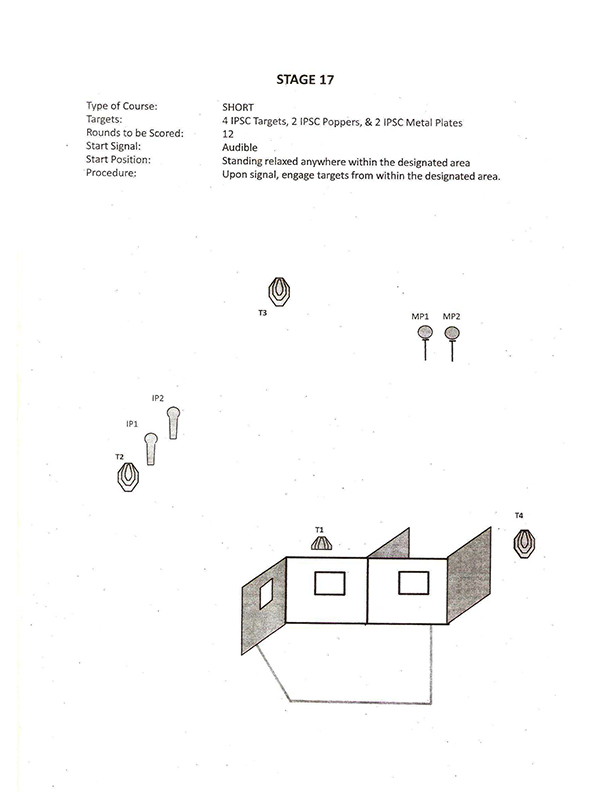 STAGE 17
Type of Course: SHORT
Targets: 4 IPSC Targets, 2 IPSC Poppers, & 2 IPSC Metal Plates
Rounds to be Scored: 12
Start Signal: Audible
Start Position: Standing relaxed anywhere within the designated area
Procedure: Upon signal, engage targets from within the designated area.
T3
MP1 MP2
IP2
IP1
T2
T1
T4